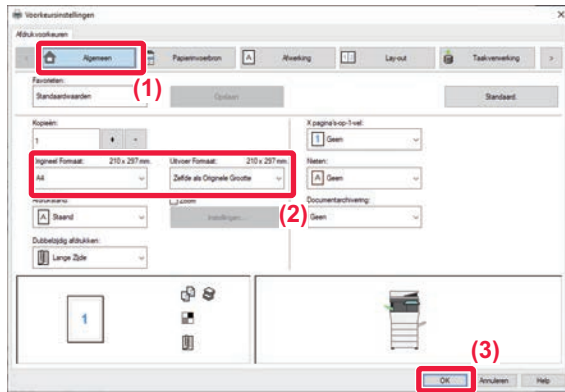 Voorkeursinstellingen
Afdrukvoorkeuren
Algemeen Papierinvoerbron Afwerking Lay-out Taakverwerking
(1)
Favorieten:
Standaardwaarden Opslaan Standaard
Kopieën: X pagina's-op-1-vel:
1 + - 1 Geen
Origineel Formaat: 210 x 297 mm. Uitvoer Formaat: 210 x 297 mm. Nieten:
A4 Zelfde als Originele Grootte A Geen
(2)
Afdrukstand: Zoom Documentarchivering:
A Staand Instellingen... Geen
Dubbelzijdig afdrukken:
Lange Zijde
1
(3)
OK Annuleren Help